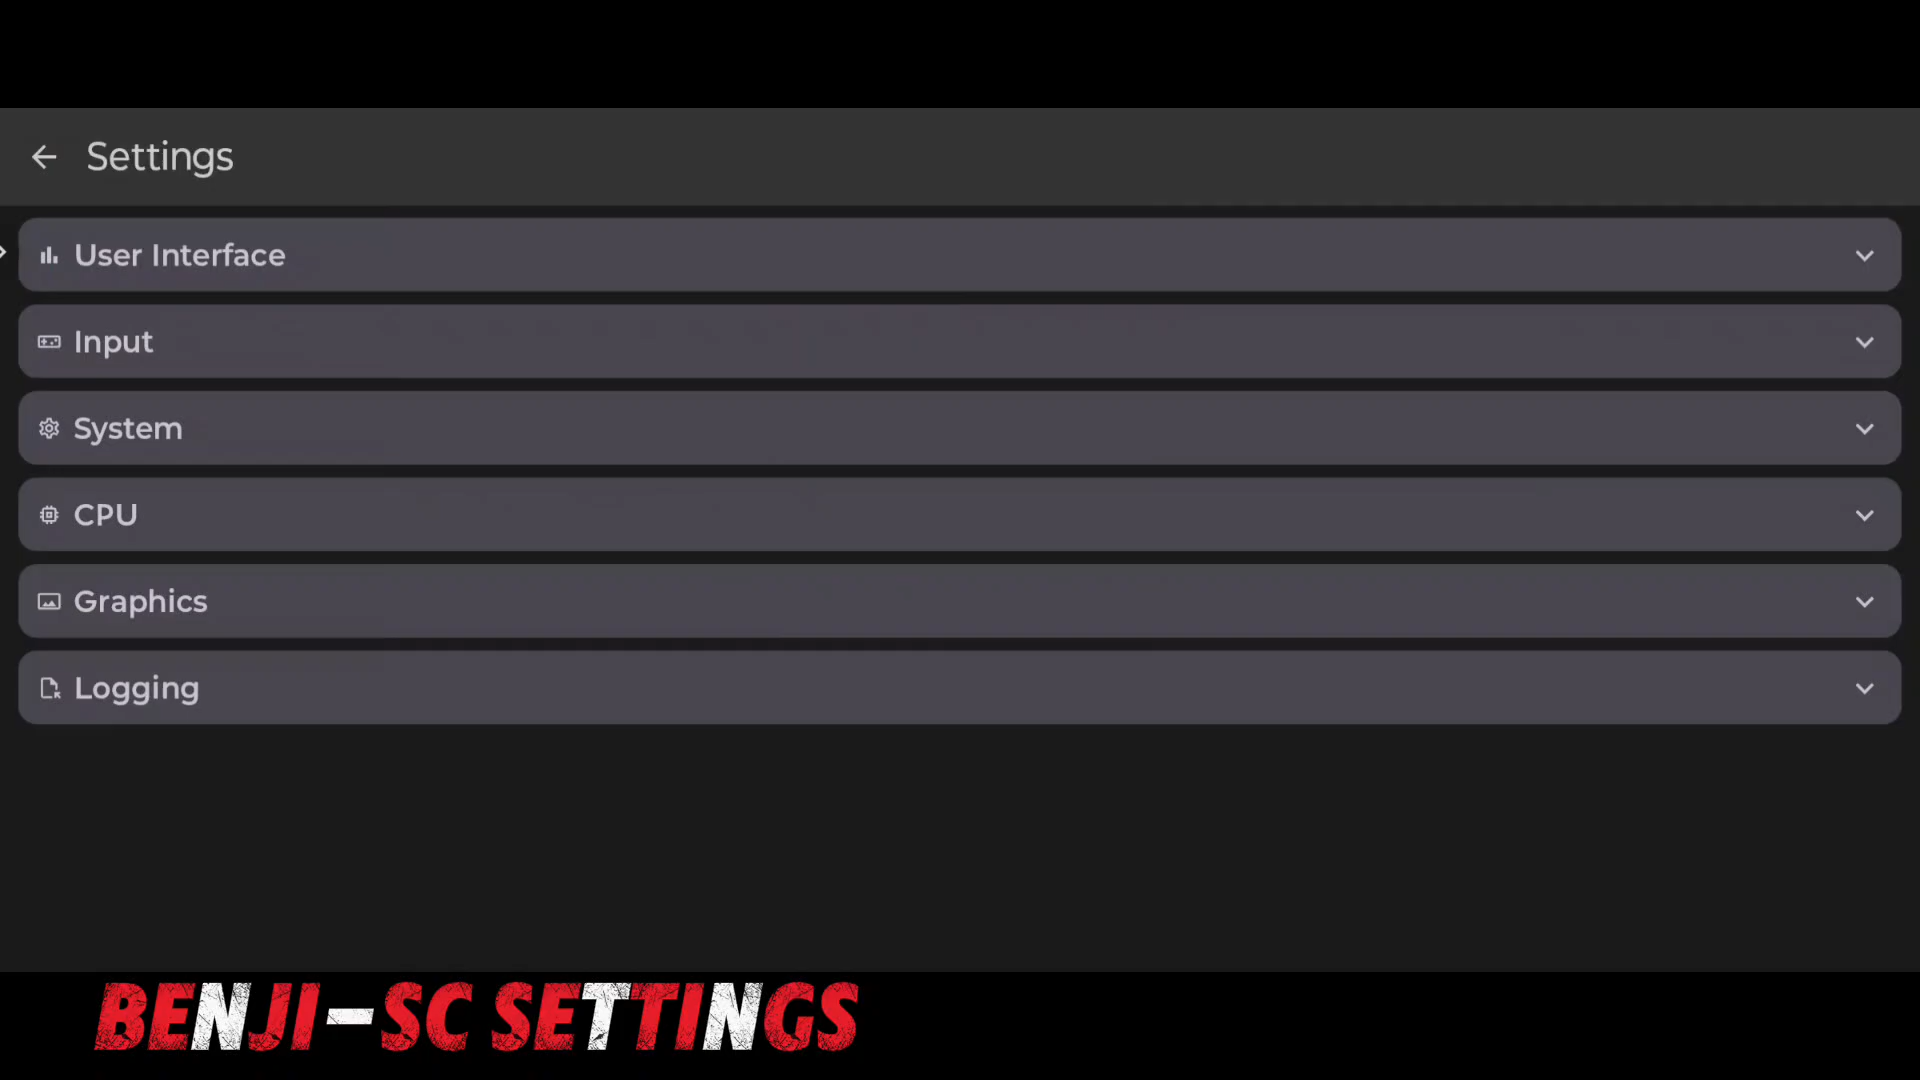 Settings
User Interface
Input
System
CPU
Graphics
Logging
BENJI-SC SETTINGS